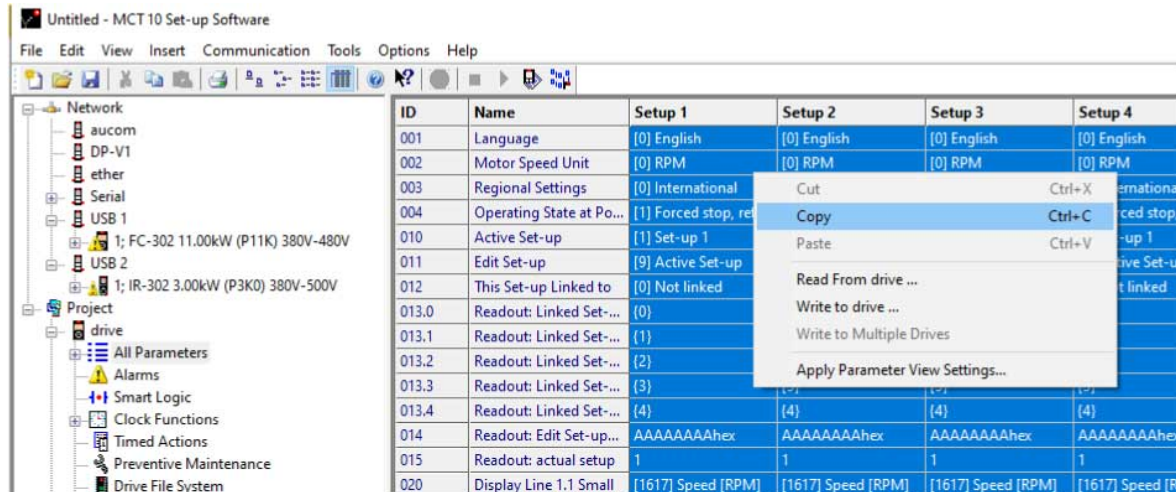 Untitled - MCT 10 Set-up Software
File Edit View Insert Communication Tools Options Help
Network
aucom
DP-V1
ether
Serial
USB 1
1; FC-302 11.00kW (P11K) 380V-480V
USB 2
1; IR-302 3.00kW (P3K0) 380V-500V
Project
drive
All Parameters
Alarms
Smart Logic
Clock Functions
Timed Actions
Preventive Maintenance
Drive File System
ID Name Setup 1 Setup 2 Setup 3 Setup 4
001 Language [0] English [0] English [0] English [0] English
002 Motor Speed Unit [0] RPM [0] RPM [0] RPM [0] RPM
003 Regional Settings [0] International
004 Operating State at Po... [1] Forced stop,
010 Active Set-up [1] Set-up 1 -up 1
011 Edit Set-up [9] Active Set-up
012 This Set-up Linked to [0] Not linked linked
013.0 Readout: Linked Set-... {0}
013.1 Readout: Linked Set-... {1}
013.2 Readout: Linked Set-... {2}
013.3 Readout: Linked Set-... {3}
013.4 Readout: Linked Set-... {4} {4} {4} {4}
014 Readout: Edit Set-up... AAAAAAAAhex AAAAAAAAhex AAAAAAAAhex AAAAAAAAhe
015 Readout: actual setup 1 1 1 1
020 Display Line 1.1 Small [1617] Speed [RPM] [1617] Speed [RPM] [1617] Speed [RPM] [1617] Speed
Cut Ctrl+X
Copy Ctrl+C
Paste Ctrl+V
Read From drive ...
Write to drive ...
Write to Multiple Drives
Apply Parameter View Settings...